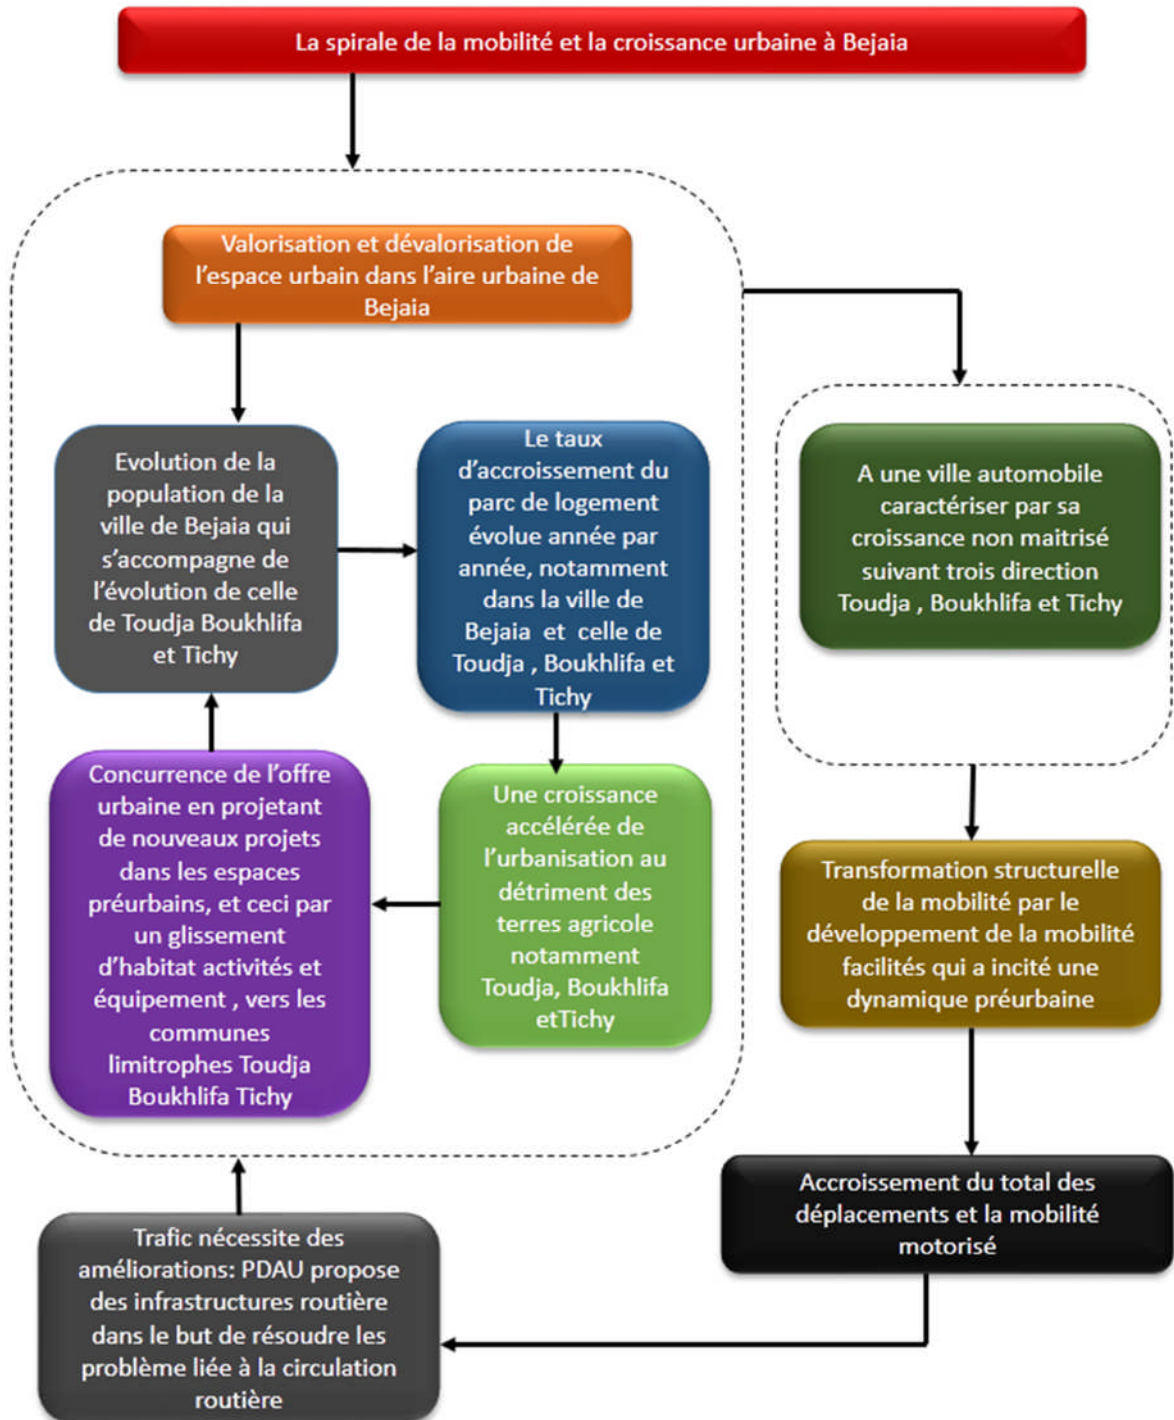 La spirale de la mobilité et la croissance urbaine à Bejaia
Valorisation et dévalorisation de
l’espace urbain dans l’aire urbaine de
Bejaia
Evolution de la
population de la
ville de Bejaia qui
s’accompagne de
l’évolution de celle
de Toudja Boukhlifa
et Tichy
Le taux
d’accroissement du
parc de logement
évolue année par
année, notamment
dans la ville de
Bejaia et celle de
Toudja , Boukhlifa et
Tichy
Une croissance
accélérée de
l’urbanisation au
détriment des
terres agricole
notamment
Toudja, Boukhlifa
etTichy
Concurrence de l’offre
urbaine en projetant
de nouveaux projets
dans les espaces
préurbains, et ceci par
un glissement
d’habitat activités et
équipement , vers les
communes
limitrophes Toudja
Boukhlifa Tichy
A une ville automobile
caractériser par sa
croissance non maitrisé
suivant trois direction
Toudja , Boukhlifa et Tichy
Transformation structurelle
de la mobilité par le
développement de la mobilité
facilités qui a incité une
dynamique préurbaine
Accroissement du total des
déplacements et la mobilité
motorisé
Trafic nécessite des
améliorations: PDAU propose
des infrastructures routière
dans le but de résoudre les
problème liée à la circulation
routière